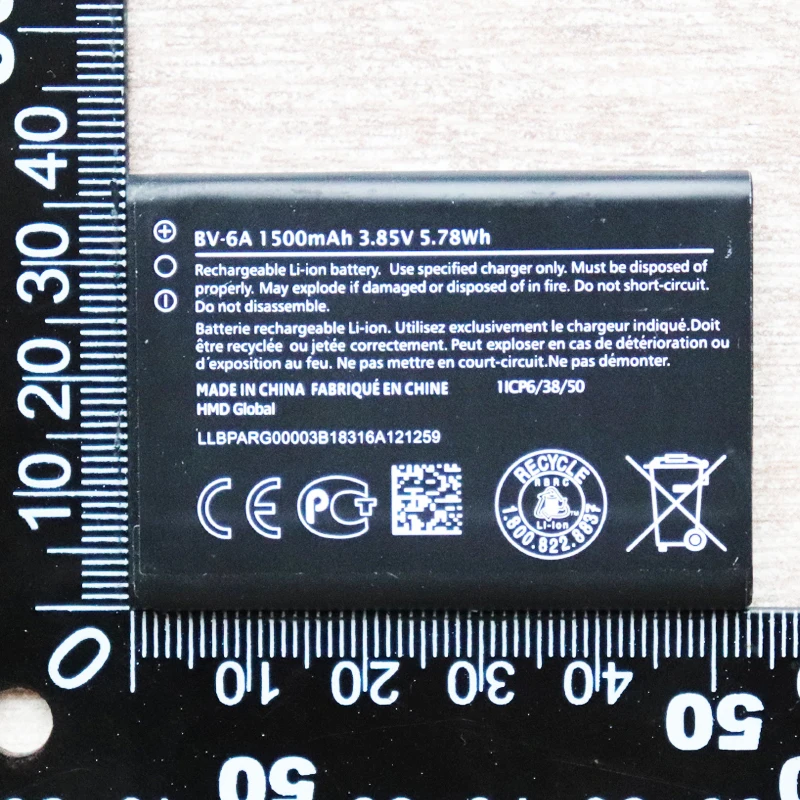 BV-6A 1500mAh 3.85V 5.78Wh
Rechargeable Li-ion battery. Use specified charger only. Must be disposed of
properly. May explode if damaged or disposed of in fire. Do not short-circuit.
Do not disassemble.
Batterie rechargeable Li-ion. Utilisez exclusivement le chargeur indiqué.Doit
être recyclée ou jetée correctement. Peut exploser en cas de détérioration ou
d'exposition au feu. Ne pas mettre en court-circuit.Ne pas démonter.
MADE IN CHINA FABRIQUÉ EN CHINE 1ICP6/38/50
HMD Global
LLBPARG00003B18316A121259
CE PCT
RECYCLE
RBRC
Li-ion
1.800.822.8837
40
30
20
10
0
10 20 30 40 50
50